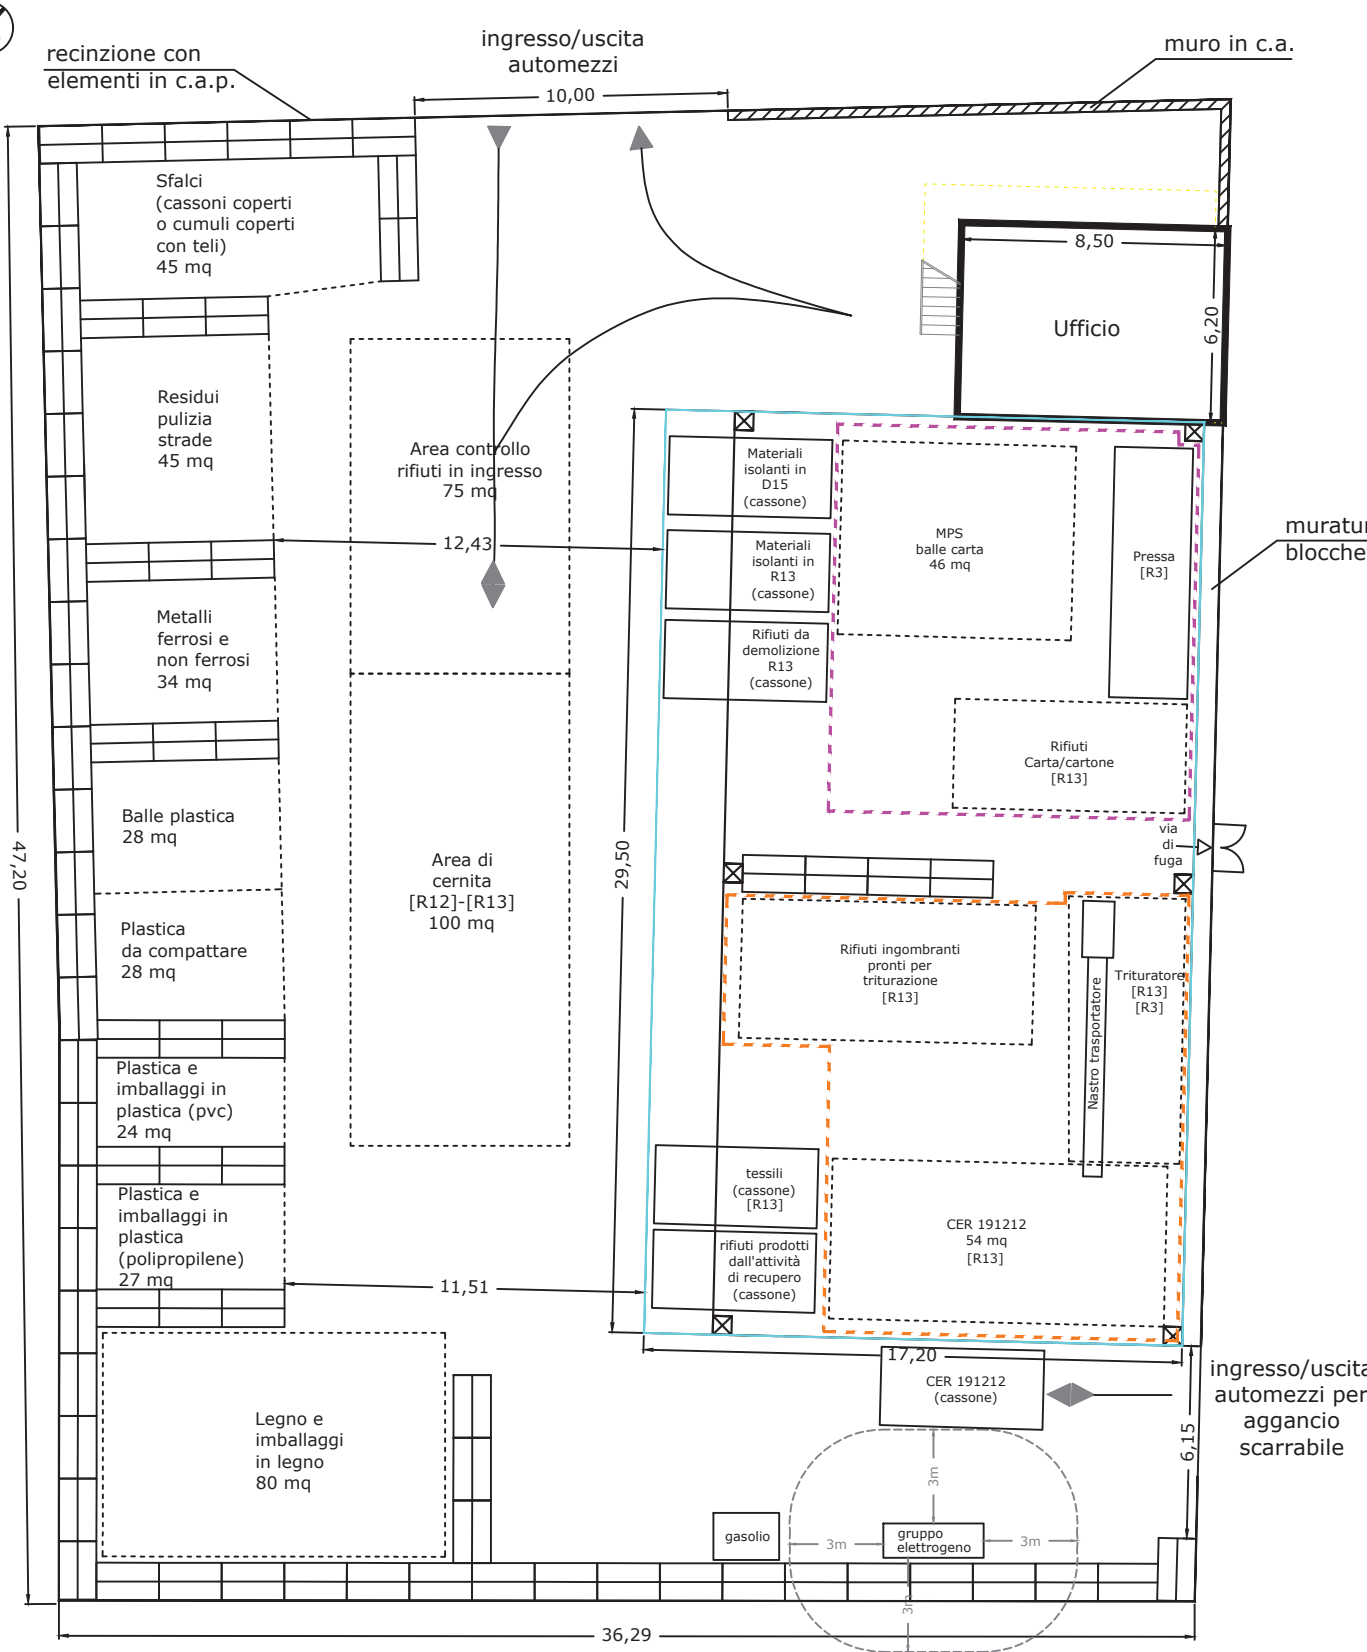 recinzione con
elementi in c.a.p.
ingresso/uscita
automezzi
10,00
muro in c.a.
Sfalci
(cassoni coperti
o cumuli coperti
con teli)
45 mq
8,50
6,20
Ufficio
Residui
pulizia
strade
45 mq
Area controllo
rifiuti in ingresso
75 mq
12,43
Materiali
isolanti in
D15
(cassone)
Materiali
isolanti in
R13
(cassone)
Rifiuti da
demolizione
R13
(cassone)
MPS
balle carta
46 mq
Pressa
[R3]
Metalli
ferrosi e
non ferrosi
34 mq
Rifiuti
Carta/cartone
[R13]
Balle plastica
28 mq
via
di
fuga
47,20
29,50
Area di
cernita
[R12]-[R13]
100 mq
Plastica
da compattare
28 mq
Rifiuti ingombranti
pronti per
triturazione
[R13]
Trituratore
[R13]
[R3]
Nastro trasportatore
Plastica e
imballaggi in
plastica (pvc)
24 mq
Plastica e
imballaggi in
plastica
(polipropilene)
27 mq
tessili
(cassone)
[R13]
rifiuti prodotti
dall'attività
di recupero
(cassone)
CER 191212
54 mq
[R13]
11,51
17,20
CER 191212
(cassone)
ingresso/uscita
automezzi per
aggancio
scarrabile
6,15
Legno e
imballaggi
in legno
80 mq
3m
gasolio
3m
gruppo
elettrogeno
3m
3m
36,29